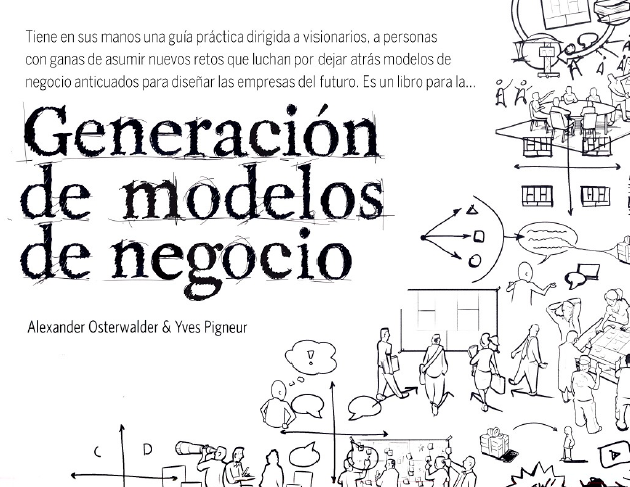 Tiene en sus manos una guía práctica dirigida a visionarios, a personas
con ganas de asumir nuevos retos que luchan por dejar atrás modelos de
negocio anticuados para diseñar las empresas del futuro. Es un libro para la...
Generación
de modelos
de negocio
Alexander Osterwalder & Yves Pigneur
!
C D